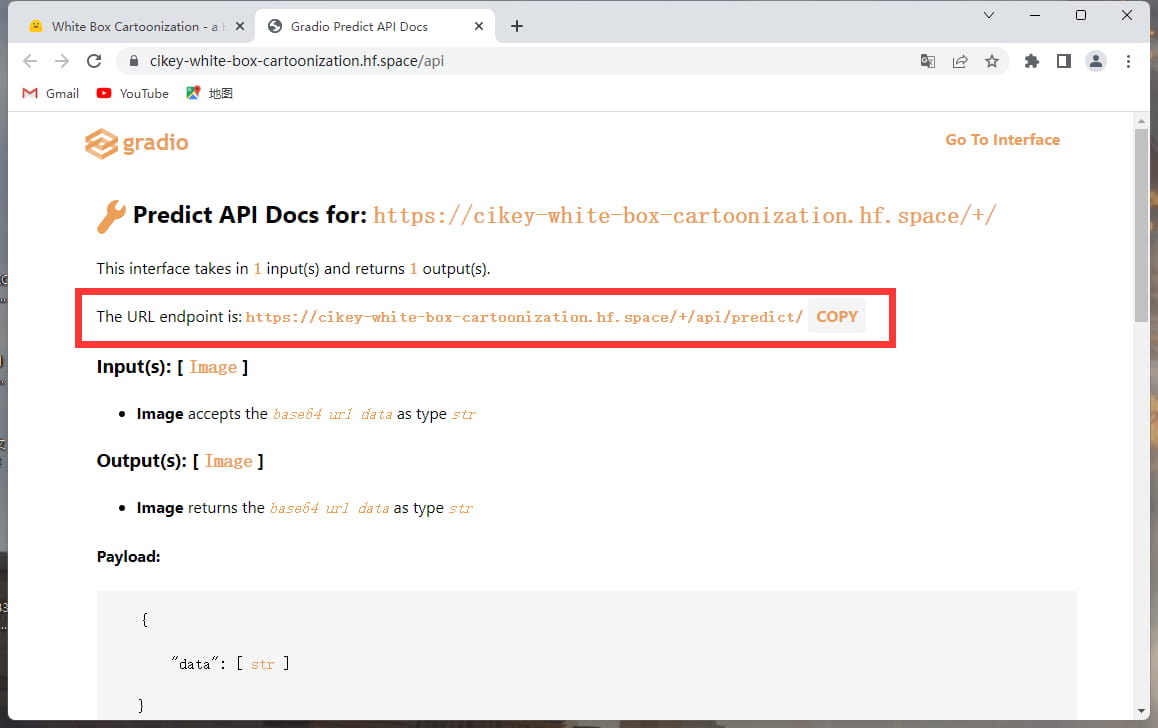 White Box Cartoonization - a
Gradio Predict API Docs
cikey-white-box-cartoonization.hf.space/api
Gmail
YouTube
地图
gradio
Go To Interface
Predict API Docs for: https://cikey-white-box-cartoonization.hf.space/+/
This interface takes in 1 input(s) and returns 1 output(s).
The URL endpoint is: https://cikey-white-box-cartoonization.hf.space/+/api/predict/ COPY
Input(s): [ Image ]
• Image accepts the base64 url data as type str
Output(s): [ Image ]
• Image returns the base64 url data as type str
Payload:
{
"data": [ str ]
}